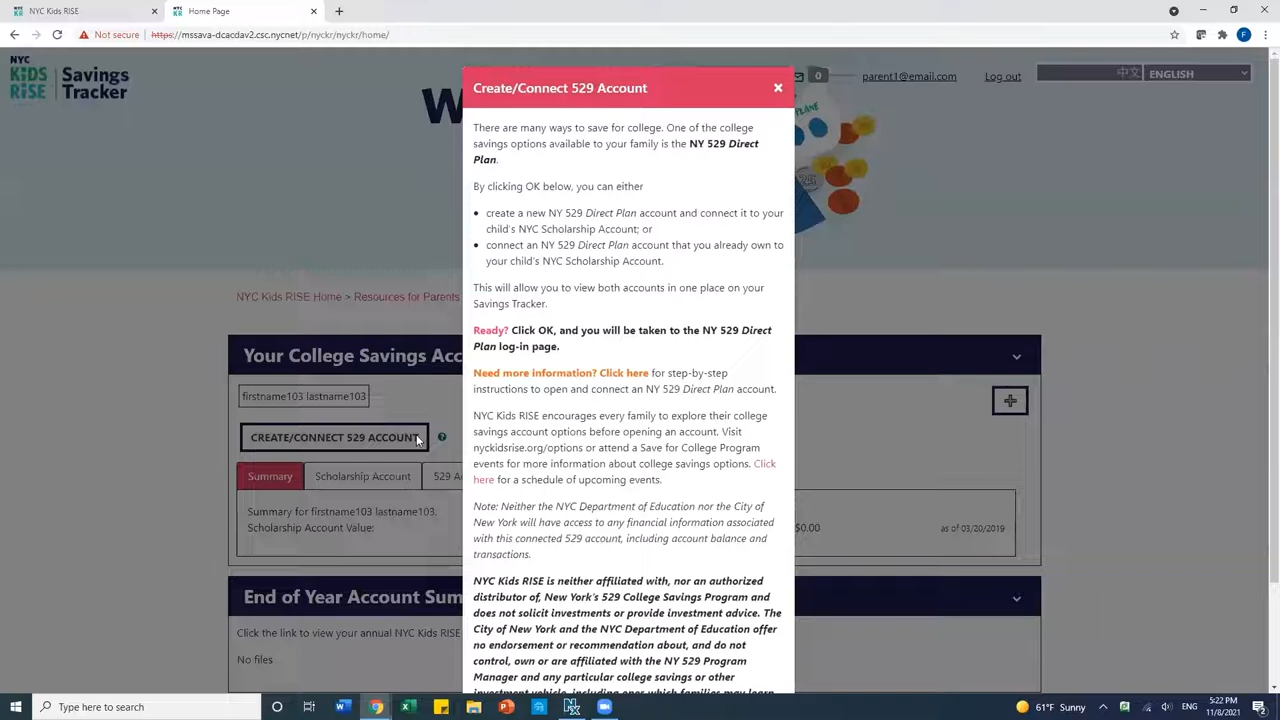 NYC Kids RISE
Home Page
Not secure https://mssava-dcacdav2.csc.nycnet/p/nyckr/nyckr/home/
F
NYC KiDS RiSE Savings Tracker
0 parent1@email.com Log out 中文 ENGLISH
W
25
NYC Kids RISE Home > Resources for Parents
Your College Savings Acc
firstname103 lastname103
CREATE/CONNECT 529 ACCOUNT
Summary Scholarship Account 529 A
Summary for firstname103 lastname103.
Scholarship Account Value:
$0.00
as of 03/20/2019
End of Year Account Sum
Click the link to view your annual NYC Kids RISE
No files
Create/Connect 529 Account
There are many ways to save for college. One of the college
savings options available to your family is the NY 529 Direct
Plan.
By clicking OK below, you can either
• create a new NY 529 Direct Plan account and connect it to your
child's NYC Scholarship Account; or
• connect an NY 529 Direct Plan account that you already own to
your child's NYC Scholarship Account.
This will allow you to view both accounts in one place on your
Savings Tracker.
Ready? Click OK, and you will be taken to the NY 529 Direct
Plan log-in page.
Need more information? Click here for step-by-step
instructions to open and connect an NY 529 Direct Plan account.
NYC Kids RISE encourages every family to explore their college
savings account options before opening an account. Visit
nyckidsrise.org/options or attend a Save for College Program
events for more information about college savings options. Click
here for a schedule of upcoming events.
Note: Neither the NYC Department of Education nor the City of
New York will have access to any financial information associated
with this connected 529 account, including account balance and
transactions.
NYC Kids RISE is neither affiliated with, nor an authorized
distributor of, New York's 529 College Savings Program and
does not solicit investments or provide investment advice. The
City of New York and the NYC Department of Education offer
no endorsement or recommendation about, and do not
control, own or are affiliated with the NY 529 Program
Manager and any particular college savings or other
investment vehicle, including ones which families may learn
Type here to search
61°F
5:22 PM
11/8/2021
2